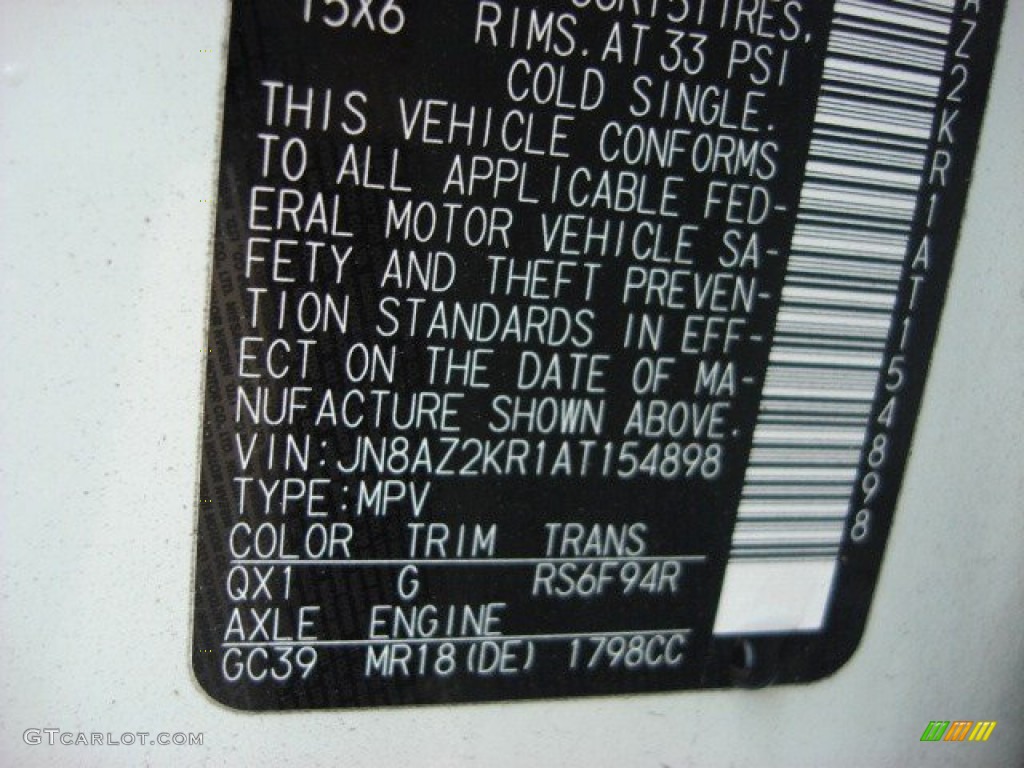 15X6
RIMS. AT 33 PSI
COLD SINGLE.
THIS VEHICLE CONFORMS
TO ALL APPLICABLE FED-
ERAL MOTOR VEHICLE SA-
FETY AND THEFT PREVEN-
TION STANDARDS IN EFF-
ECT ON THE DATE OF MA-
NUFACTURE SHOWN ABOVE.
VIN:JN8AZ2KR1AT154898
TYPE:MPV
COLOR TRIM TRANS
QX1 G RS6F94R
AXLE ENGINE
GC39 MR18(DE) 1798CC
AZ2KR1AT154898
GTCARLOT.COM